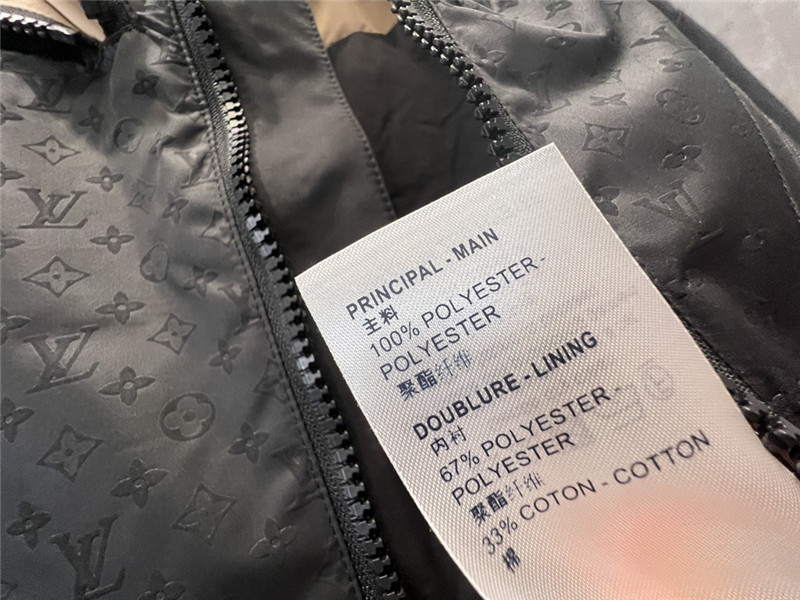 PRINCIPAL - MAIN
主料
100% POLYESTER -
POLYESTER
聚酯纤维
DOUBLURE - LINING
内衬
67% POLYESTER -
POLYESTER
聚酯纤维
33% COTON - COTTON
棉